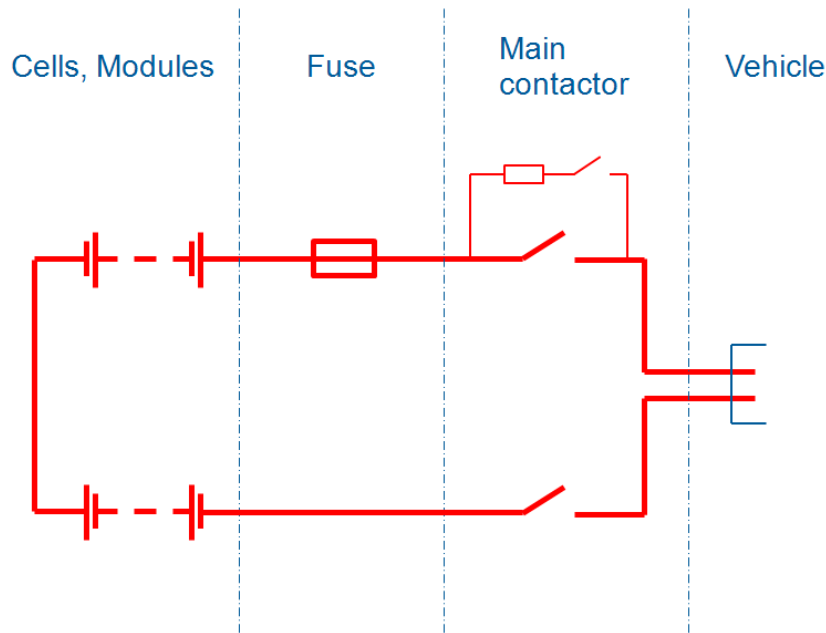 Cells, Modules
Fuse
Main
contactor
Vehicle